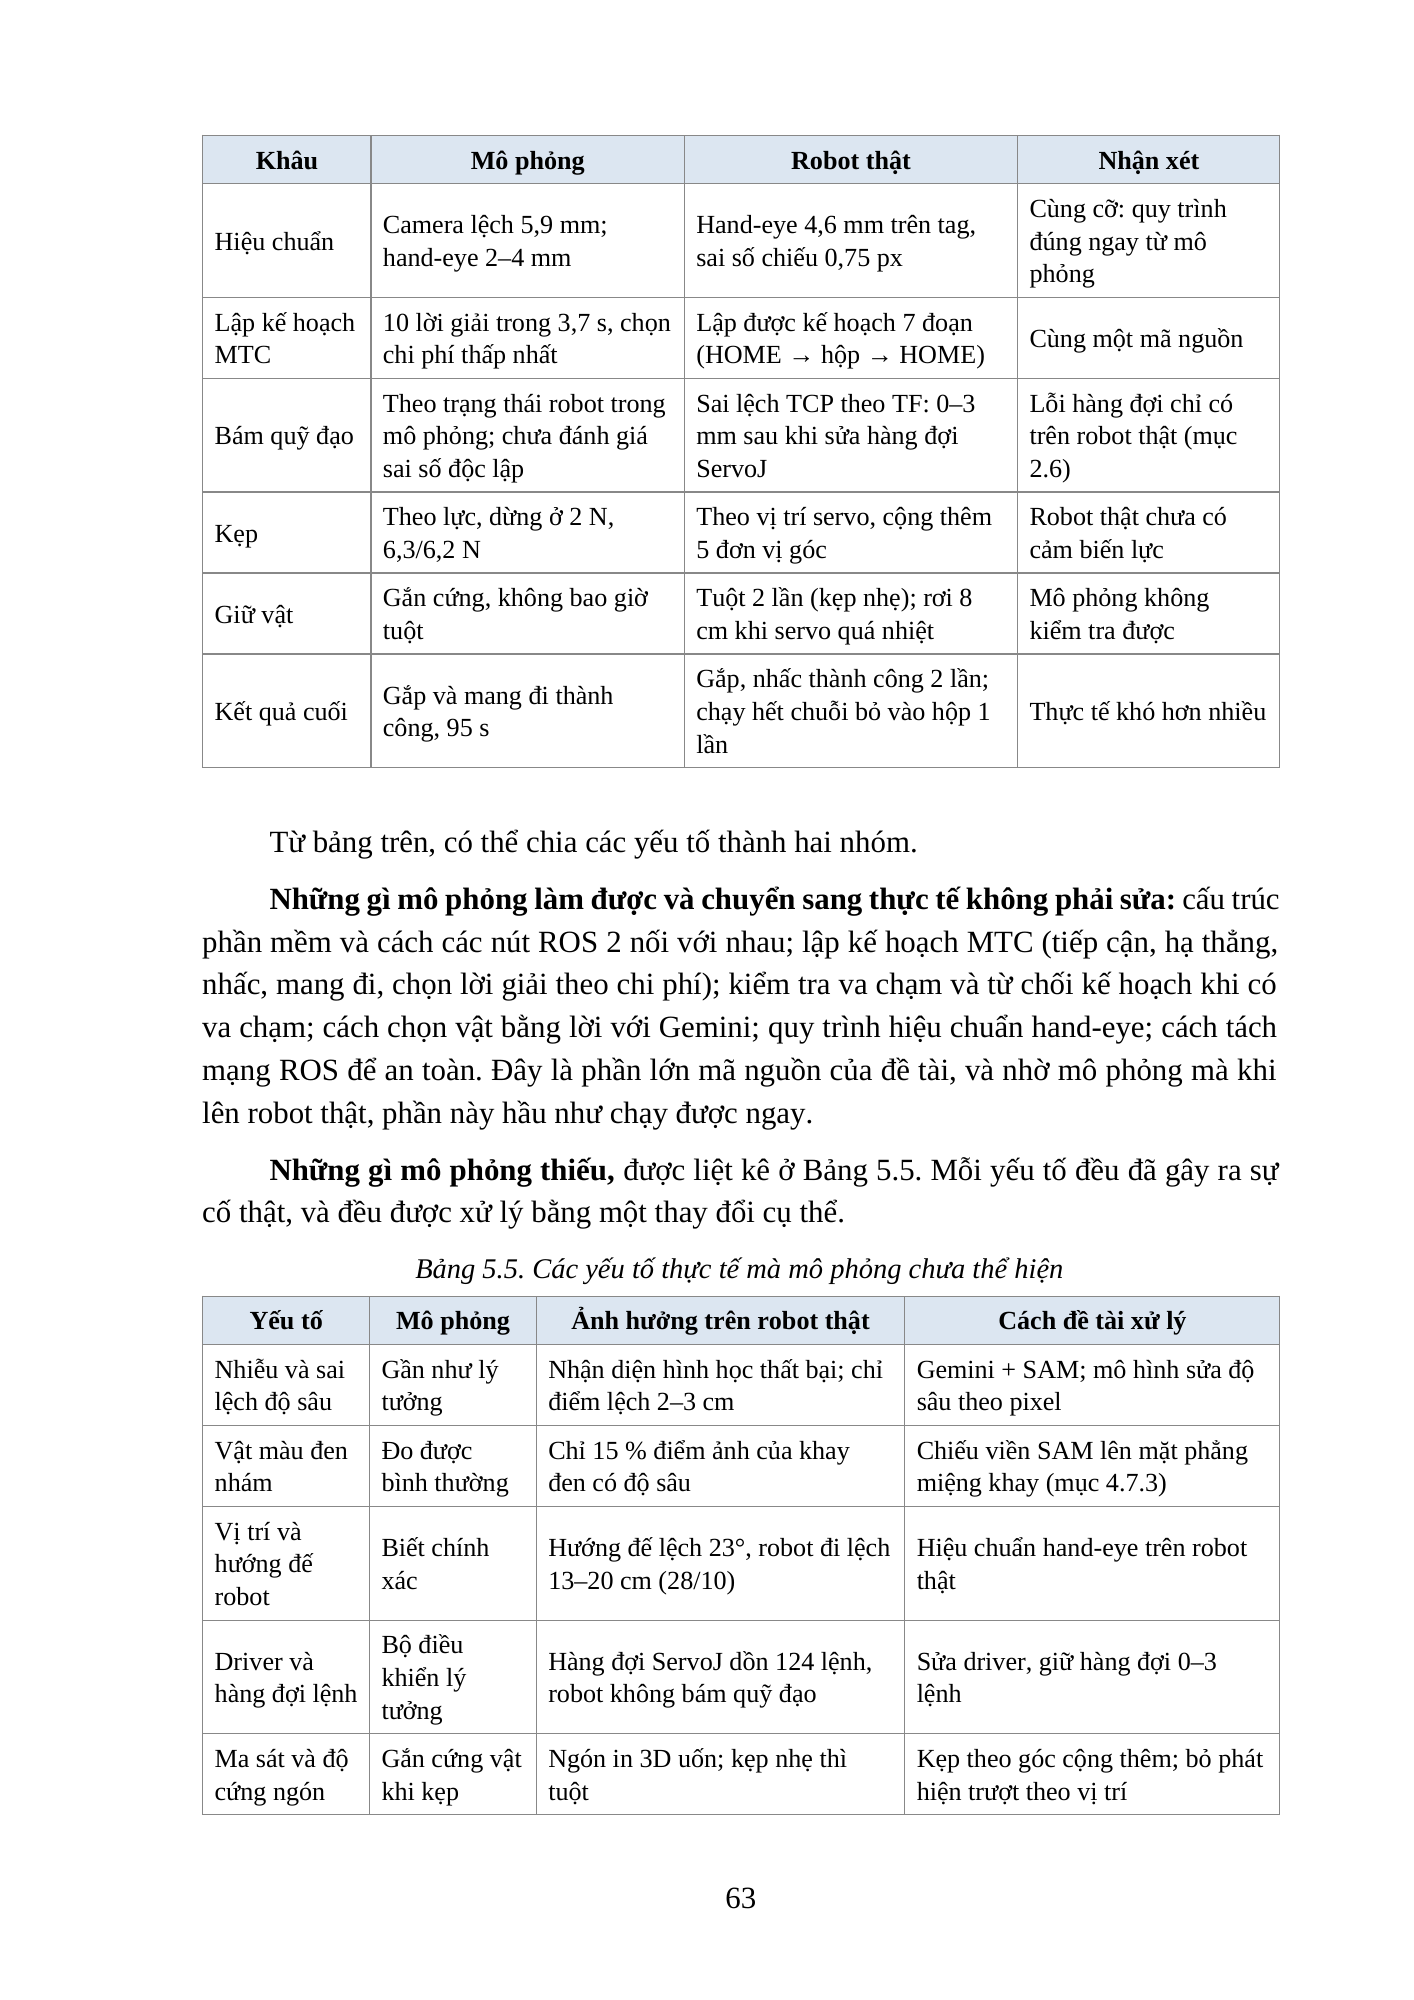 Khâu Mô phỏng Robot thật Nhận xét
Hiệu chuẩn
Camera lệch 5,9 mm;
hand-eye 2–4 mm
Hand-eye 4,6 mm trên tag,
sai số chiếu 0,75 px
Cùng cỡ: quy trình
đúng ngay từ mô
phỏng
Lập kế hoạch
MTC
10 lời giải trong 3,7 s, chọn
chi phí thấp nhất
Lập được kế hoạch 7 đoạn
(HOME → hộp → HOME)
Cùng một mã nguồn
Bám quỹ đạo
Theo trạng thái robot trong
mô phỏng; chưa đánh giá
sai số độc lập
Sai lệch TCP theo TF: 0–3
mm sau khi sửa hàng đợi
ServoJ
Lỗi hàng đợi chỉ có
trên robot thật (mục
2.6)
Kẹp
Theo lực, dừng ở 2 N,
6,3/6,2 N
Theo vị trí servo, cộng thêm
5 đơn vị góc
Robot thật chưa có
cảm biến lực
Giữ vật
Gắn cứng, không bao giờ
tuột
Tuột 2 lần (kẹp nhẹ); rơi 8
cm khi servo quá nhiệt
Mô phỏng không
kiểm tra được
Kết quả cuối
Gắp và mang đi thành
công, 95 s
Gắp, nhấc thành công 2 lần;
chạy hết chuỗi bỏ vào hộp 1
lần
Thực tế khó hơn nhiều
Từ bảng trên, có thể chia các yếu tố thành hai nhóm.
Những gì mô phỏng làm được và chuyển sang thực tế không phải sửa: cấu trúc
phần mềm và cách các nút ROS 2 nối với nhau; lập kế hoạch MTC (tiếp cận, hạ thẳng,
nhấc, mang đi, chọn lời giải theo chi phí); kiểm tra va chạm và từ chối kế hoạch khi có
va chạm; cách chọn vật bằng lời với Gemini; quy trình hiệu chuẩn hand-eye; cách tách
mạng ROS để an toàn. Đây là phần lớn mã nguồn của đề tài, và nhờ mô phỏng mà khi
lên robot thật, phần này hầu như chạy được ngay.
Những gì mô phỏng thiếu, được liệt kê ở Bảng 5.5. Mỗi yếu tố đều đã gây ra sự
cố thật, và đều được xử lý bằng một thay đổi cụ thể.
Bảng 5.5. Các yếu tố thực tế mà mô phỏng chưa thể hiện
Yếu tố Mô phỏng Ảnh hưởng trên robot thật Cách đề tài xử lý
Nhiễu và sai
lệch độ sâu
Gần như lý
tưởng
Nhận diện hình học thất bại; chỉ
điểm lệch 2–3 cm
Gemini + SAM; mô hình sửa độ
sâu theo pixel
Vật màu đen
nhám
Đo được
bình thường
Chỉ 15 % điểm ảnh của khay
đen có độ sâu
Chiếu viền SAM lên mặt phẳng
miệng khay (mục 4.7.3)
Vị trí và
hướng đế
robot
Biết chính
xác
Hướng đế lệch 23°, robot đi lệch
13–20 cm (28/10)
Hiệu chuẩn hand-eye trên robot
thật
Driver và
hàng đợi lệnh
Bộ điều
khiển lý
tưởng
Hàng đợi ServoJ dồn 124 lệnh,
robot không bám quỹ đạo
Sửa driver, giữ hàng đợi 0–3
lệnh
Ma sát và độ
cứng ngón
Gắn cứng vật
khi kẹp
Ngón in 3D uốn; kẹp nhẹ thì
tuột
Kẹp theo góc cộng thêm; bỏ phát
hiện trượt theo vị trí
63